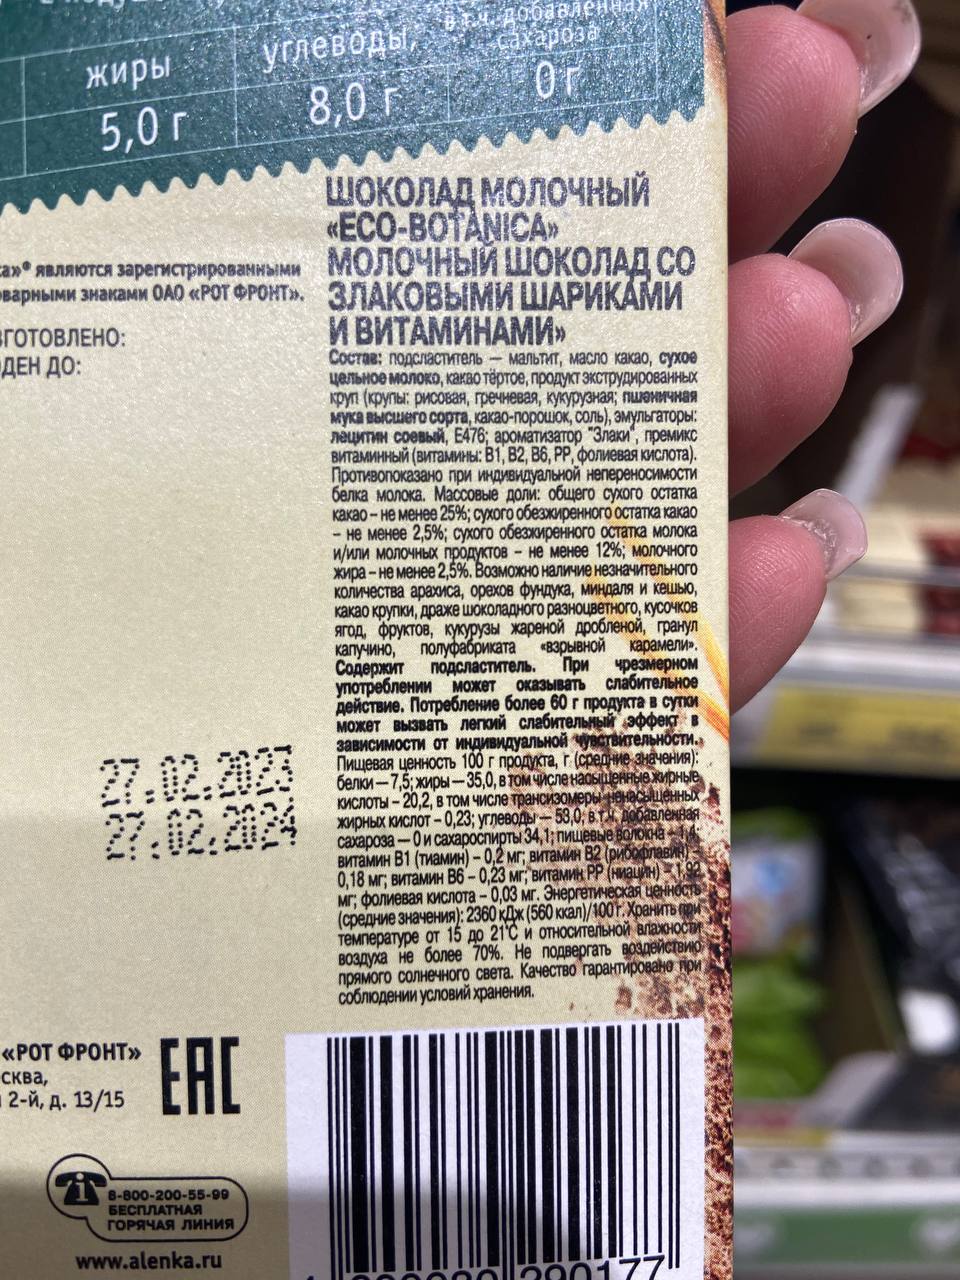 в т.ч. добавленная
жиры углеводы, сахароза
5,0 г 8,0 г 0 г
ШОКОЛАД МОЛОЧНЫЙ
«ECO-BOTANICA»
МОЛОЧНЫЙ ШОКОЛАД СО
ЗЛАКОВЫМИ ШАРИКАМИ
И ВИТАМИНАМИ»
Состав: подсластитель — мальтит, масло какао, сухое
цельное молоко, какао тёртое, продукт экструдированных
круп (крупы: рисовая, гречневая, кукурузная; пшеничная
мука высшего сорта, какао-порошок, соль), эмульгаторы:
лецитин соевый, Е476; ароматизатор "Злаки", премикс
витаминный (витамины: В1, В2, В6, РР, фолиевая кислота).
Противопоказано при индивидуальной непереносимости
белка молока. Массовые доли: общего сухого остатка
какао – не менее 25%; сухого обезжиренного остатка какао
– не менее 2,5%; сухого обезжиренного остатка молока
и/или молочных продуктов – не менее 12%; молочного
жира – не менее 2,5%. Возможно наличие незначительного
количества арахиса, орехов фундука, миндаля и кешью,
какао крупки, драже шоколадного разноцветного, кусочков
ягод, фруктов, кукурузы жареной дробленой, гранул
капучино, полуфабриката «взрывной карамели».
Содержит подсластитель. При чрезмерном
употреблении может оказывать слабительное
действие. Потребление более 60 г продукта в сутки
может вызвать легкий слабительный эффект в
зависимости от индивидуальной чувствительности.
Пищевая ценность 100 г продукта, г (средние значения):
белки – 7,5; жиры – 35,0, в том числе насыщенные жирные
кислоты – 20,2, в том числе трансизомеры ненасыщенных
жирных кислот – 0,23; углеводы — 53,0, в т.ч. добавленная
сахароза — 0 и сахароспирты 34,1; пищевые волокна – 1,4;
витамин В1 (тиамин) – 0,2 мг; витамин В2 (рибофлавин) –
0,18 мг; витамин В6 – 0,23 мг; витамин РР (ниацин) – 1,92
мг; фолиевая кислота – 0,03 мг. Энергетическая ценность
(средние значения): 2360 кДж (560 ккал)/100 г. Хранить при
температуре от 15 до 21°С и относительной влажности
воздуха не более 70%. Не подвергать воздействию
прямого солнечного света. Качество гарантировано при
соблюдении условий хранения.
являются зарегистрированными
знаками ОАО «РОТ ФРОНТ».
ЗГОТОВЛЕНО:
ДЕН ДО:
27.02.2023
27.02.2024
«РОТ ФРОНТ»
сква,
2-й, д. 13/15
EAC
8-800-200-55-99
БЕСПЛАТНАЯ
ГОРЯЧАЯ ЛИНИЯ
www.alenka.ru
290177